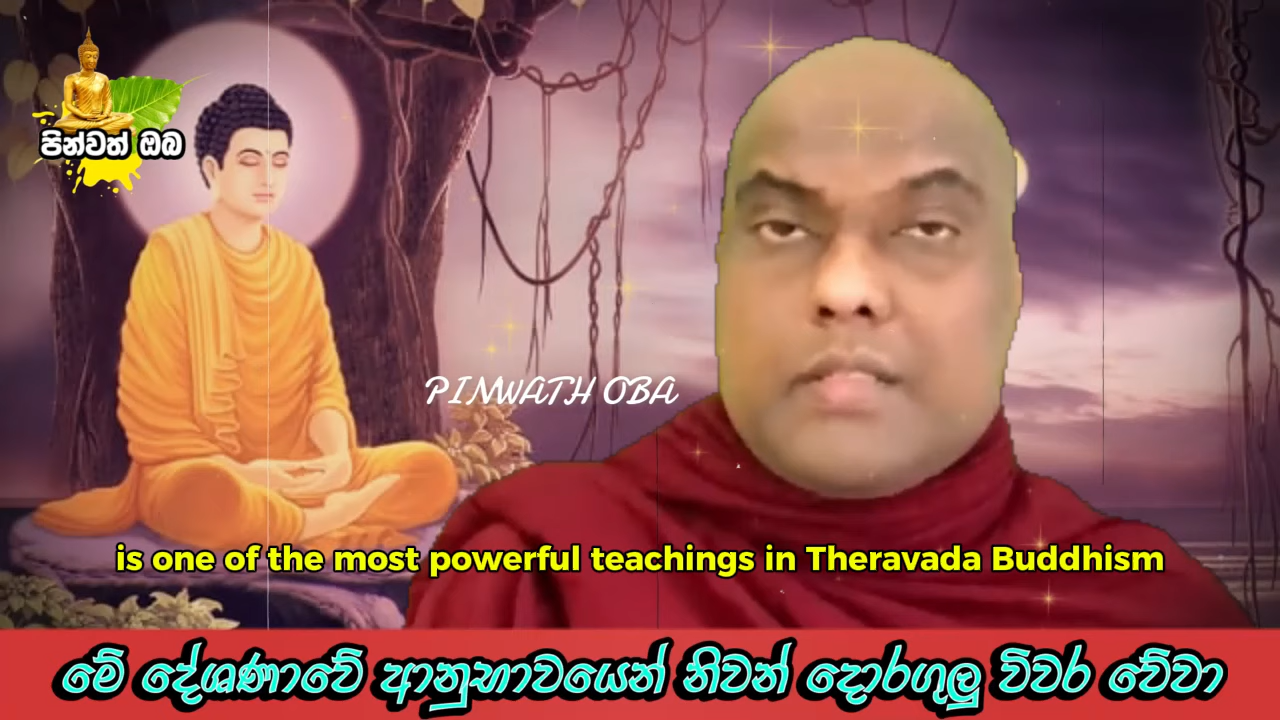 පින්වත් ඔබ
PINWATH OBA
is one of the most powerful teachings in Theravada Buddhism
මේ දේශණාවේ ආනුභාවයෙන් නිවන් දොරගුලු විවර වේවා